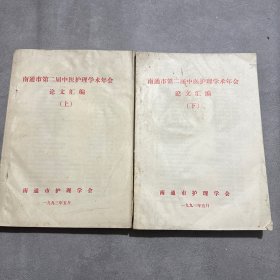 南通市第二届中医护理学术年会
论文汇编
(上)
南通市护理学会
一九九三年五月
南通市第二届中医护理学术年会
论文汇编
(下)
南通市护理学会
一九九三年五月